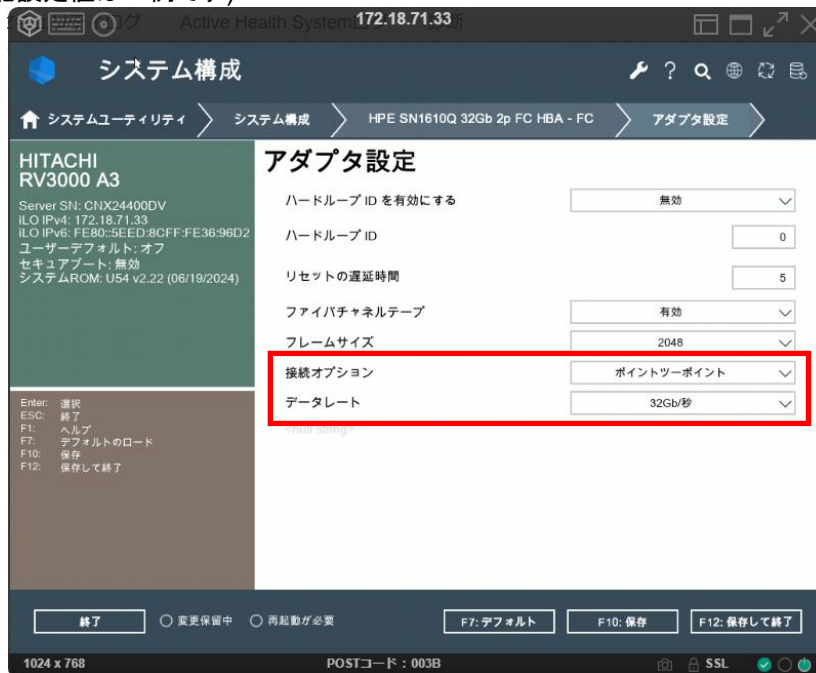 Active Health System
172.18.71.33
システム構成
システムユーティリティ
システム構成
HPE SN1610Q 32Gb 2p FC HBA - FC
アダプタ設定
HITACHI
RV3000 A3
Server SN: CNX24400DV
iLO IPv4: 172.18.71.33
iLO IPv6: FE80::5EED:8CFF:FE36:96D2
ユーザーデフォルト: オフ
セキュアブート: 無効
システムROM: U54 v2.22 (06/19/2024)
アダプタ設定
ハードループ ID を有効にする 無効
ハードループ ID 0
リセットの遅延時間 5
ファイバチャネルテープ 有効
フレームサイズ 2048
接続オプション ポイントツーポイント
データレート 32Gb/秒
<null string>
Enter: 選択
ESC: 終了
F1: ヘルプ
F7: デフォルトのロード
F10: 保存
F12: 保存して終了
終了
変更保留中
再起動が必要
F7: デフォルト
F10: 保存
F12: 保存して終了
1024 x 768
POSTコード : 003B
SSL